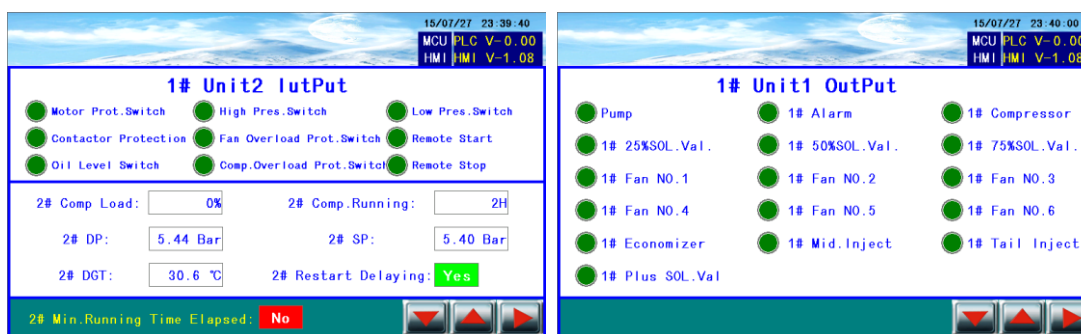 15/07/27 23:39:40
MCU PLC V-0.00
HMI HMI V-1.08
1# Unit2 IutPut
Motor Prot.Switch High Pres.Switch Low Pres.Switch
Contactor Protection Fan Overload Prot.Switch Remote Start
Oil Level Switch Comp.Overload Prot.Switch Remote Stop
2# Comp Load: 0% 2# Comp.Running: 2H
2# DP: 5.44 Bar 2# SP: 5.40 Bar
2# DGT: 30.6 ℃ 2# Restart Delaying: Yes
2# Min.Running Time Elapsed: No
15/07/27 23:40:00
MCU PLC V-0.00
HMI HMI V-1.08
1# Unit1 OutPut
Pump 1# Alarm 1# Compressor
1# 25%SOL.Val. 1# 50%SOL.Val. 1# 75%SOL.Val.
1# Fan NO.1 1# Fan NO.2 1# Fan NO.3
1# Fan NO.4 1# Fan NO.5 1# Fan NO.6
1# Economizer 1# Mid.Inject 1# Tail Inject
1# Plus SOL.Val